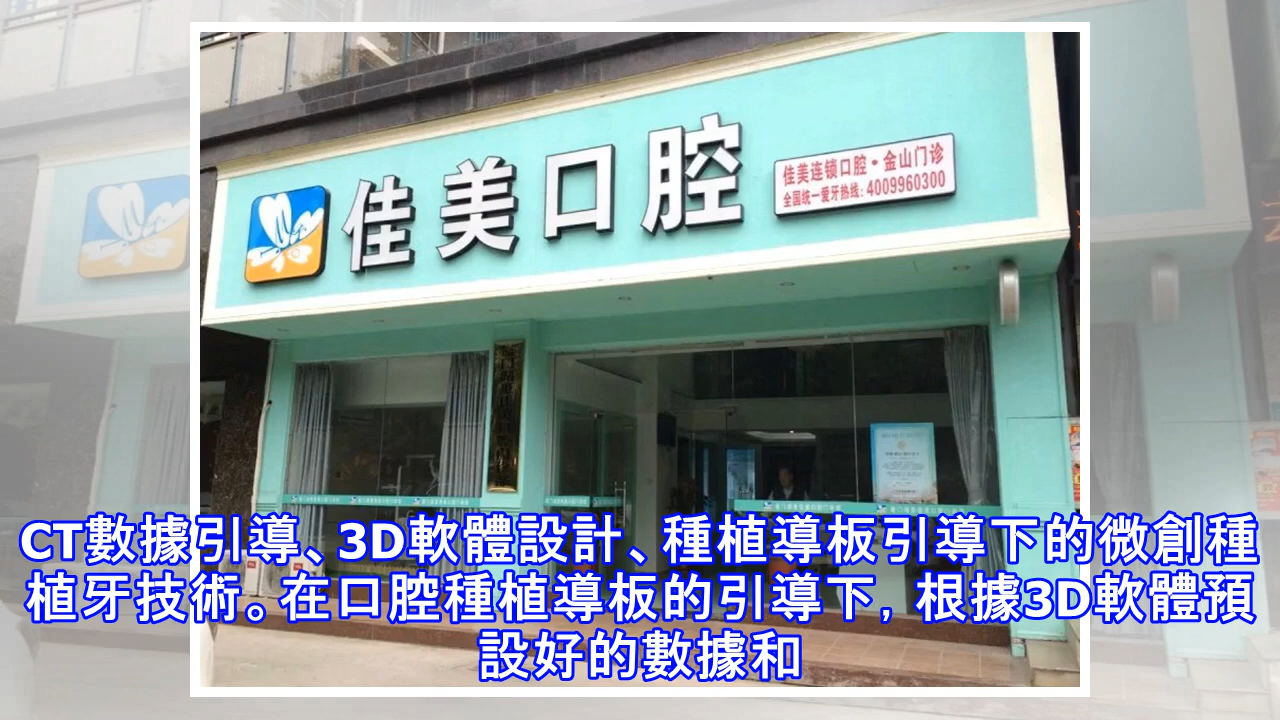 佳美口腔
佳美连锁口腔·金山门诊
全国统一爱牙热线:4009960300
CT數據引導、3D軟體設計、種植導板引導下的微創種
植牙技術。在口腔種植導板的引導下，根據3D軟體預
設好的數據和